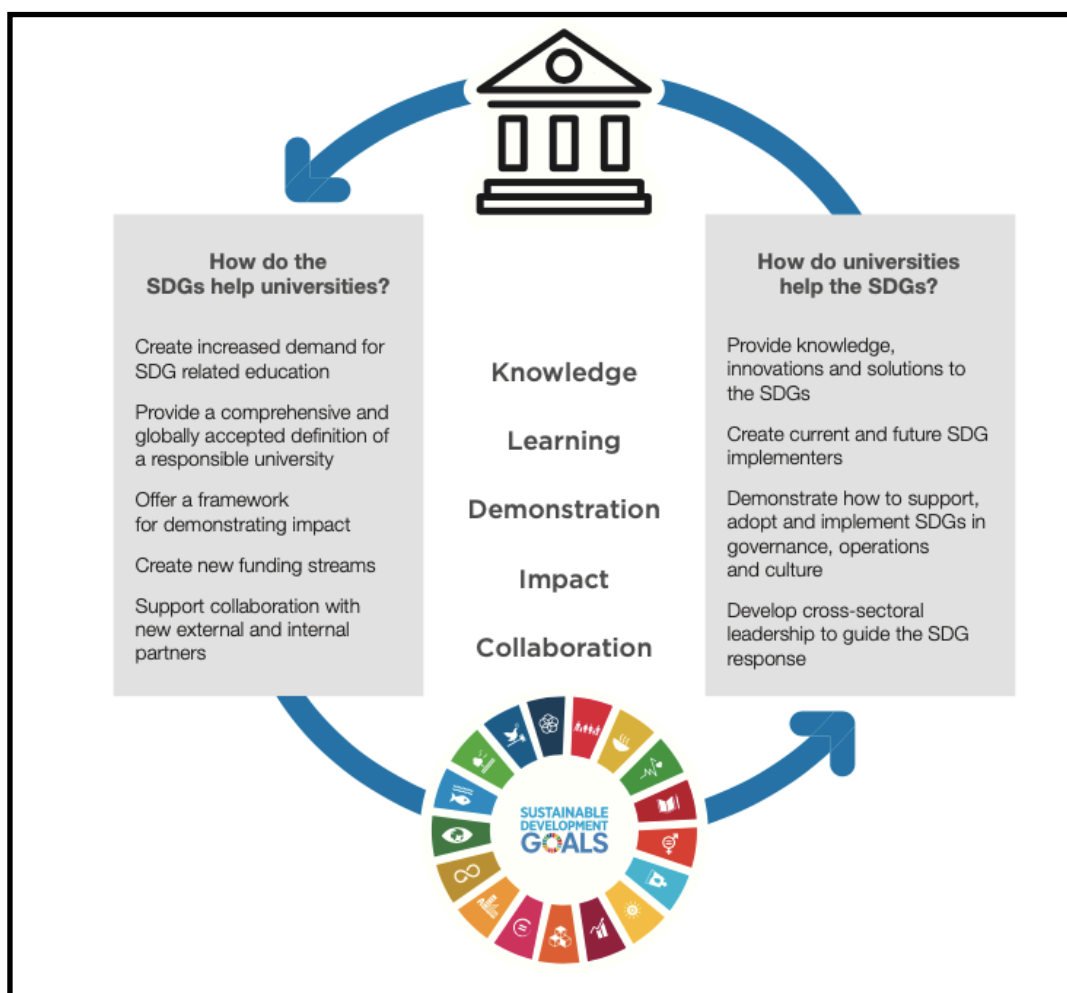 How do the
SDGs help universities?
Create increased demand for
SDG related education
Provide a comprehensive and
globally accepted definition of
a responsible university
Offer a framework
for demonstrating impact
Create new funding streams
Support collaboration with
new external and internal
partners
Knowledge
Learning
Demonstration
Impact
Collaboration
How do universities
help the SDGs?
Provide knowledge,
innovations and solutions to
the SDGs
Create current and future SDG
implementers
Demonstrate how to support,
adopt and implement SDGs in
governance, operations
and culture
Develop cross-sectoral
leadership to guide the SDG
response
SUSTAINABLE
DEVELOPMENT
GOALS